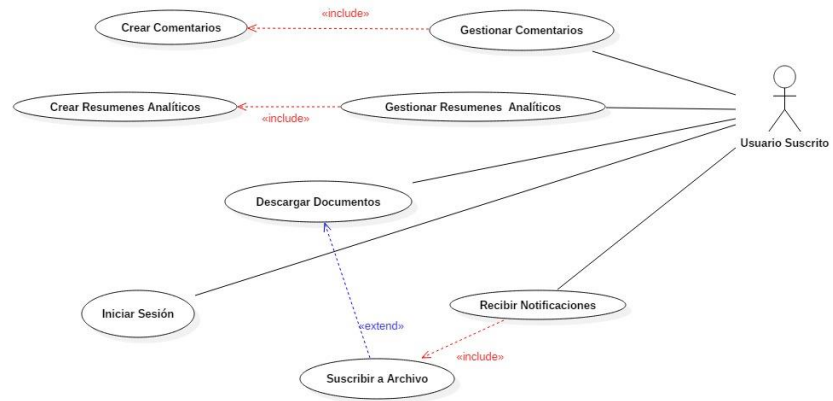 «include»
Crear Comentarios
Gestionar Comentarios
Crear Resumenes Analíticos
Gestionar Resumenes Analíticos
«include»
Usuario Suscrito
Descargar Documentos
Iniciar Sesión
Recibir Notificaciones
«extend»
«include»
Suscribir a Archivo